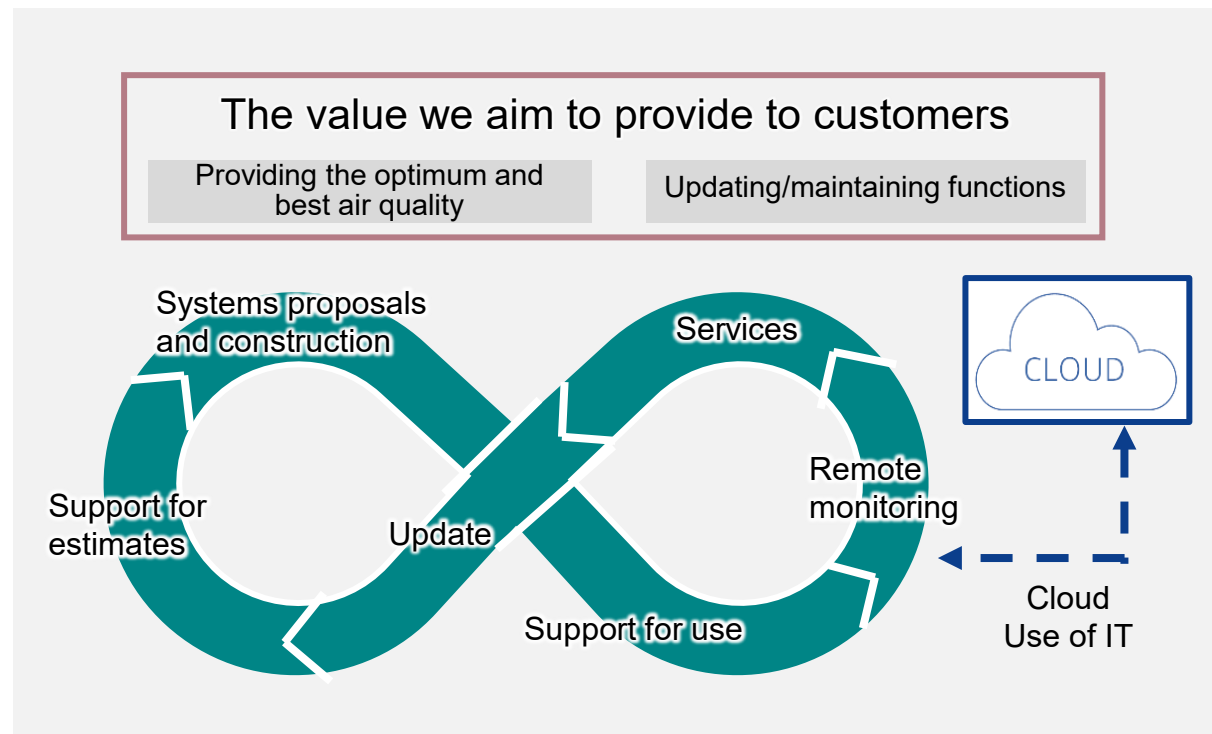 The value we aim to provide to customers
Providing the optimum and
best air quality
Updating/maintaining functions
Systems proposals
and construction
Services
CLOUD
Remote
monitoring
Support for
estimates
Update
Support for use
Cloud
Use of IT